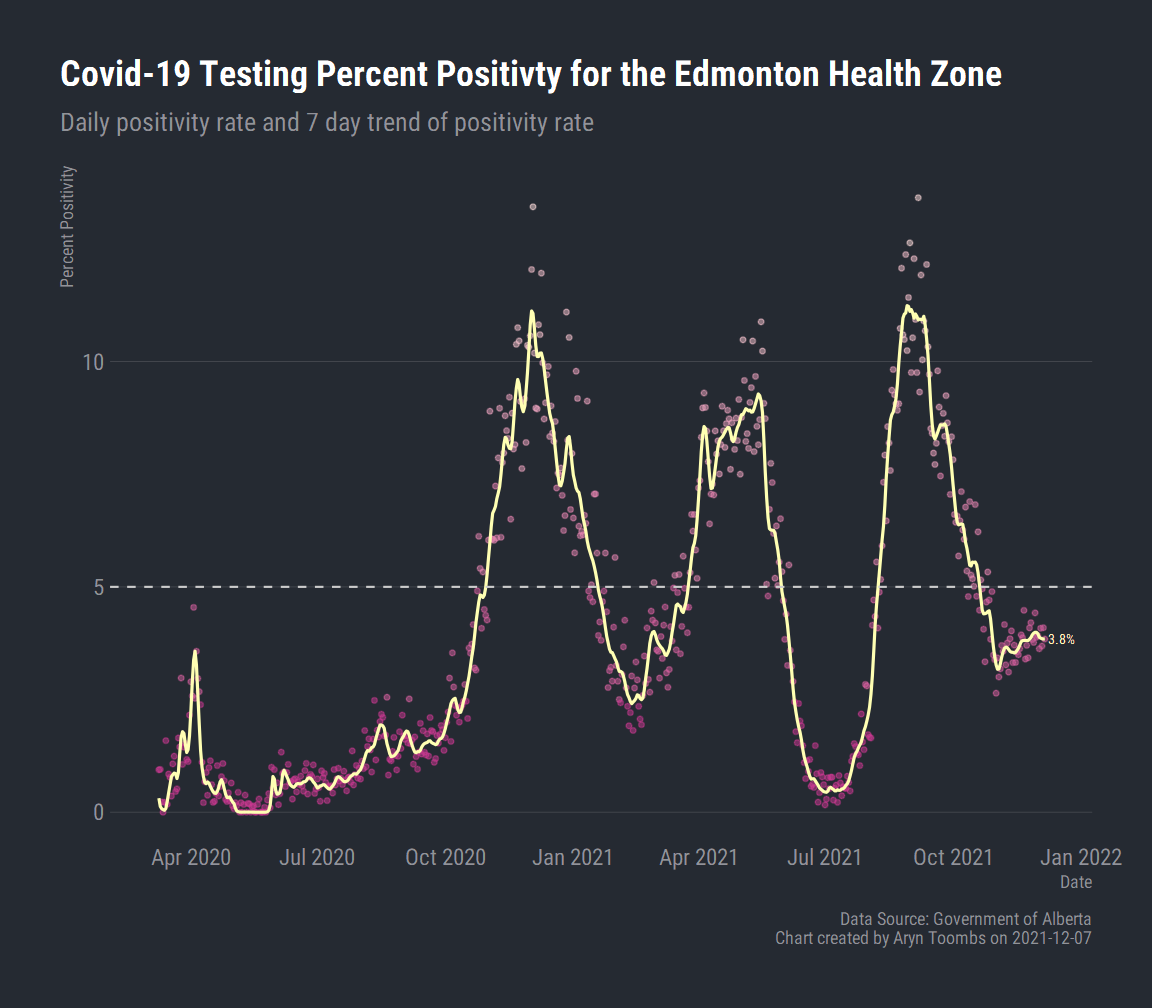 Covid-19 Testing Percent Positivty for the Edmonton Health Zone
Daily positivity rate and 7 day trend of positivity rate
Percent Positivity
10
5
0
3.8%
Apr 2020 Jul 2020 Oct 2020 Jan 2021 Apr 2021 Jul 2021 Oct 2021 Jan 2022
Date
Data Source: Government of Alberta
Chart created by Aryn Toombs on 2021-12-07